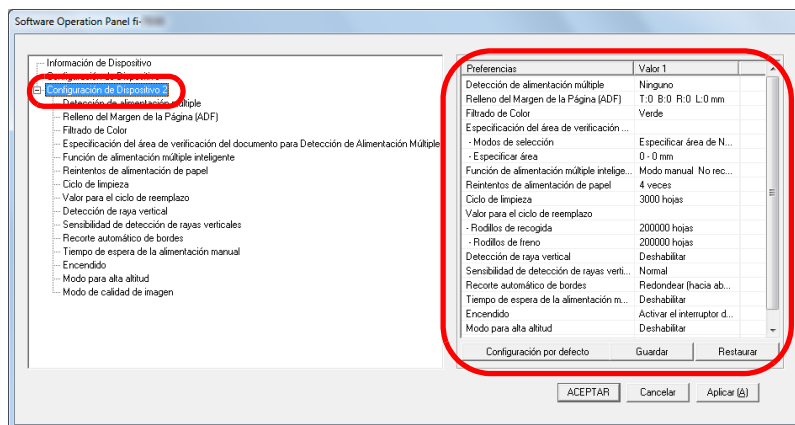 Software Operation Panel fi-
Información de Dispositivo
Configuración de Dispositivo
Configuración de Dispositivo 2
Detección de alimentación múltiple
Relleno del Margen de la Página (ADF)
Filtrado de Color
Especificación del área de verificación del documento para Detección de Alimentación Múltiple
Función de alimentación múltiple inteligente
Reintentos de alimentación de papel
Ciclo de limpieza
Valor para el ciclo de reemplazo
Detección de raya vertical
Sensibilidad de detección de rayas verticales
Recorte automático de bordes
Tiempo de espera de la alimentación manual
Encendido
Modo para alta altitud
Modo de calidad de imagen
Preferencias Valor 1
Detección de alimentación múltiple Ninguno
Relleno del Margen de la Página (ADF) T:0 B:0 R:0 L:0 mm
Filtrado de Color Verde
Especificación del área de verificación ...
- Modos de selección Especificar área de N...
- Especificar área 0 - 0 mm
Función de alimentación múltiple intelige... Modo manual No rec...
Reintentos de alimentación de papel 4 veces
Ciclo de limpieza 3000 hojas
Valor para el ciclo de reemplazo
- Rodillos de recogida 200000 hojas
- Rodillos de freno 200000 hojas
Detección de raya vertical Deshabilitar
Sensibilidad de detección de rayas verti... Normal
Recorte automático de bordes Redondear (hacia ab...
Tiempo de espera de la alimentación m... Deshabilitar
Encendido Activar el interruptor d...
Modo para alta altitud Deshabilitar
Configuración por defecto Guardar Restaurar
ACEPTAR Cancelar Aplicar (A)